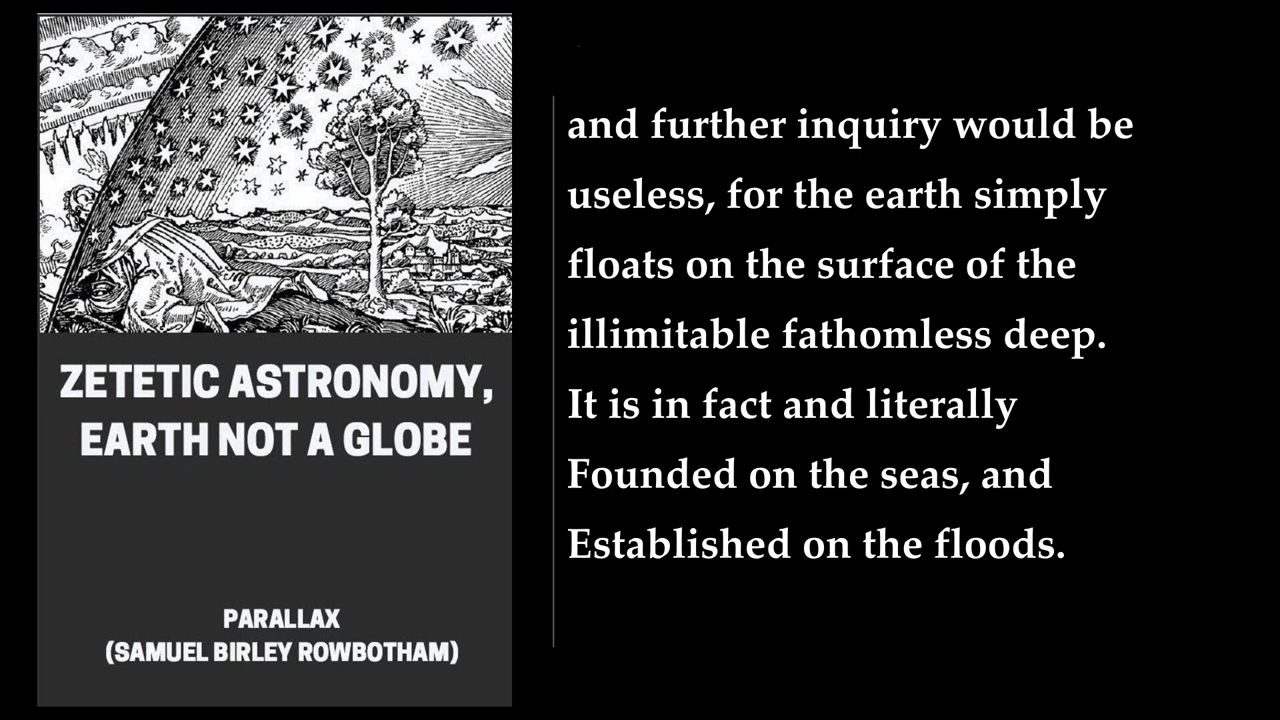 ZETETIC ASTRONOMY,
EARTH NOT A GLOBE
PARALLAX
(SAMUEL BIRLEY ROWBOTHAM)
and further inquiry would be
useless, for the earth simply
floats on the surface of the
illimitable fathomless deep.
It is in fact and literally
Founded on the seas, and
Established on the floods.